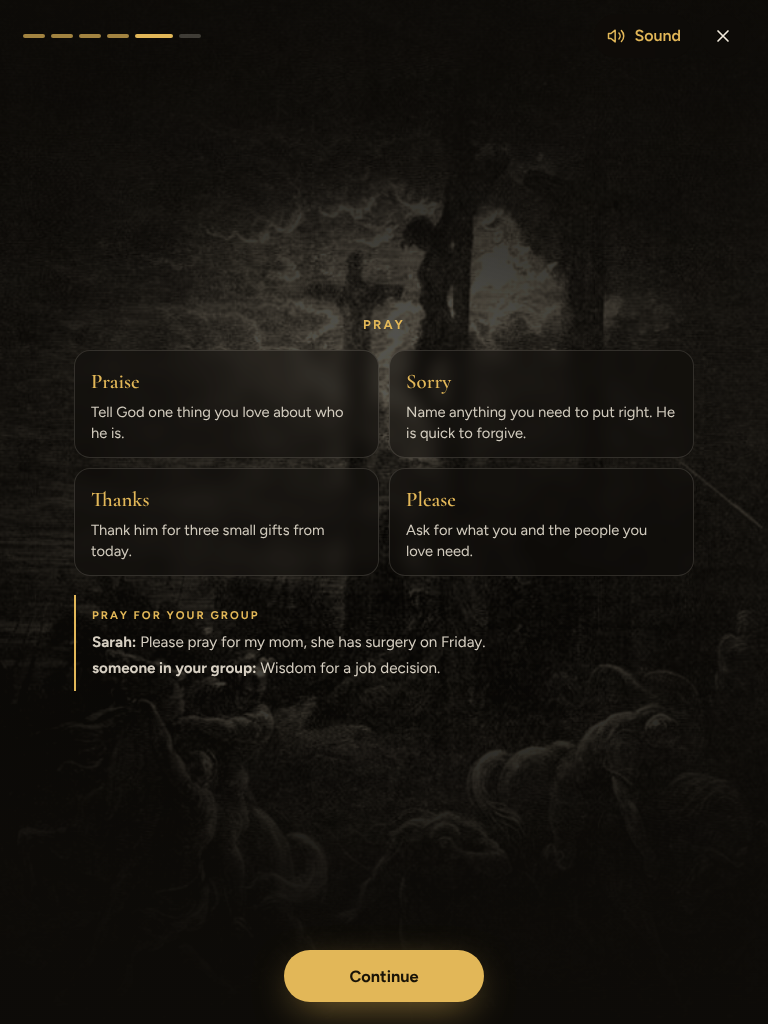 Sound
PRAY
Praise
Tell God one thing you love about who
he is.
Sorry
Name anything you need to put right. He
is quick to forgive.
Thanks
Thank him for three small gifts from
today.
Please
Ask for what you and the people you
love need.
PRAY FOR YOUR GROUP
Sarah: Please pray for my mom, she has surgery on Friday.
someone in your group: Wisdom for a job decision.
Continue